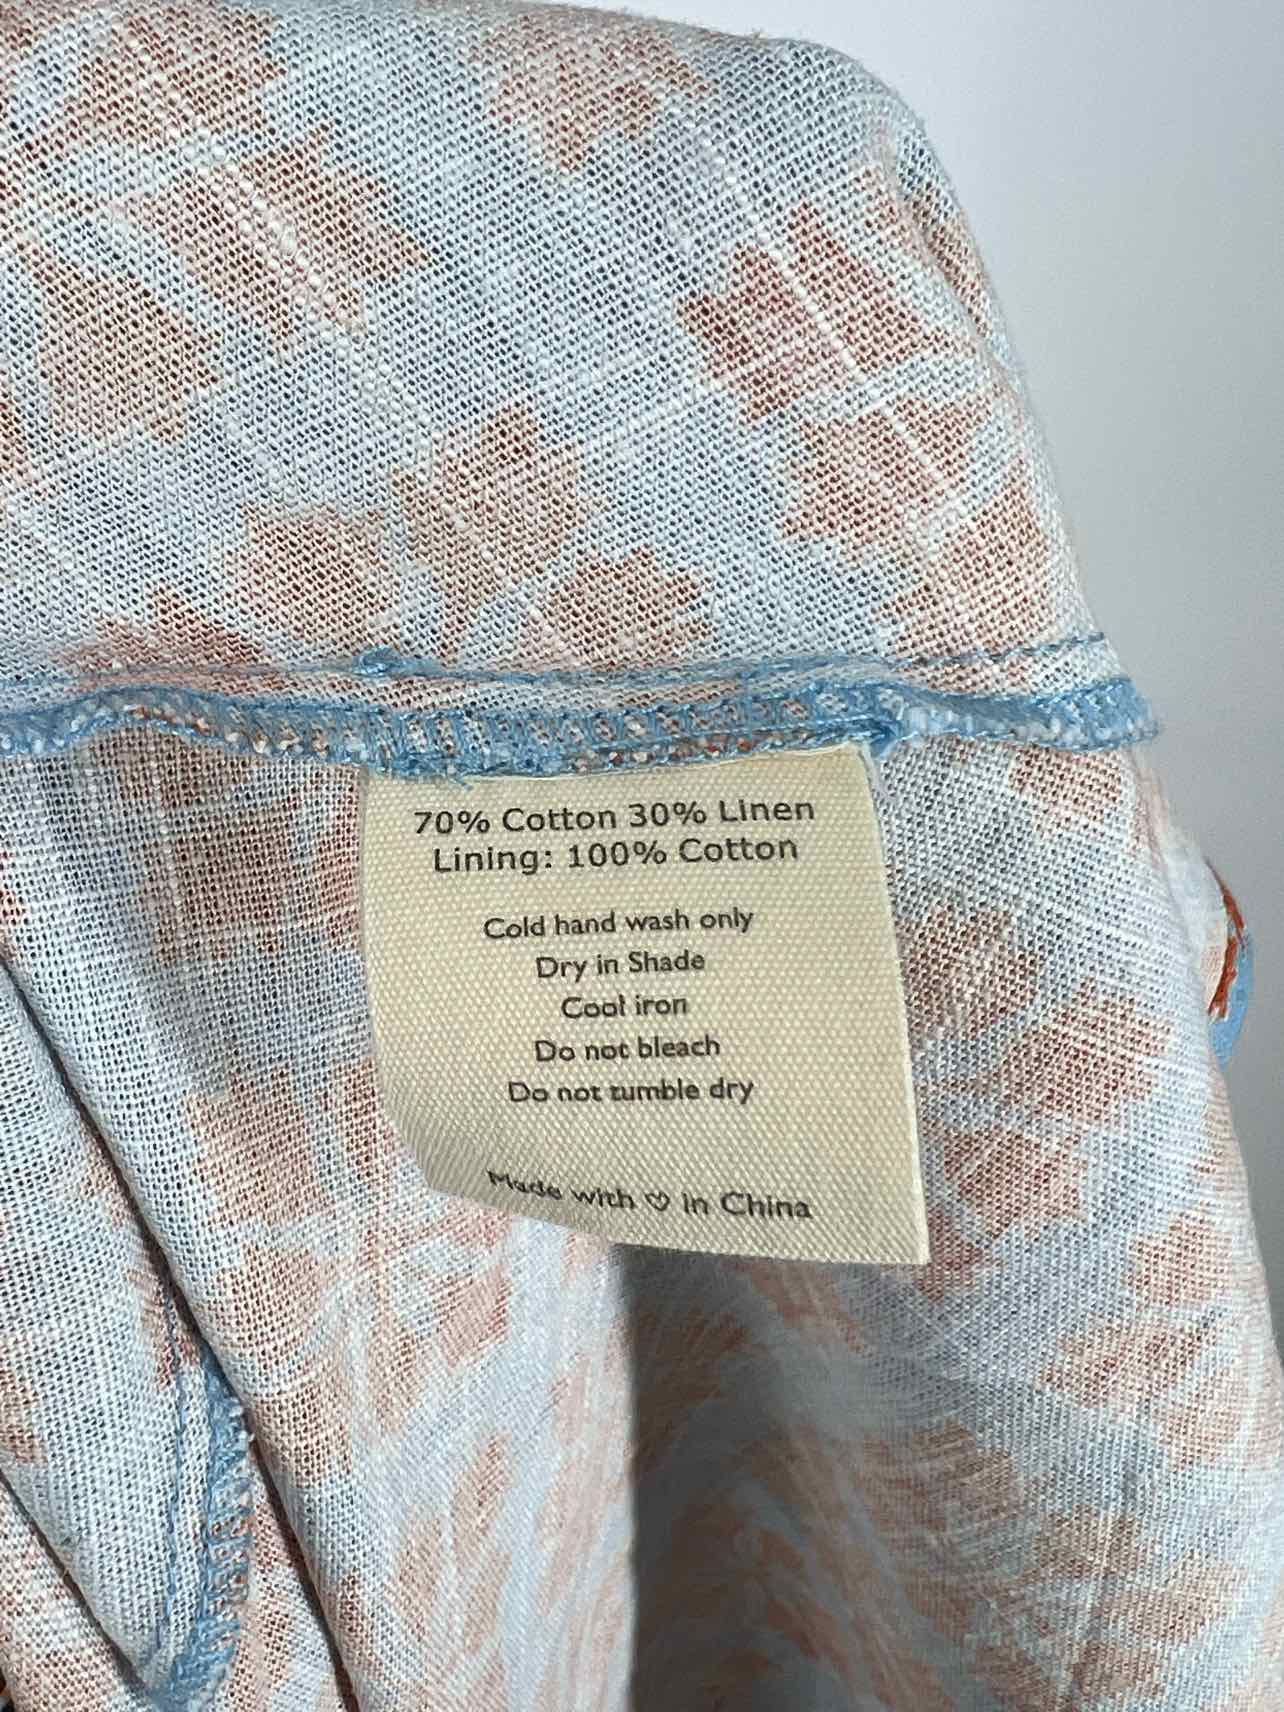 70% Cotton 30% Linen
Lining: 100% Cotton
Cold hand wash only
Dry in Shade
Cool iron
Do not bleach
Do not tumble dry
Made with ♡ in China